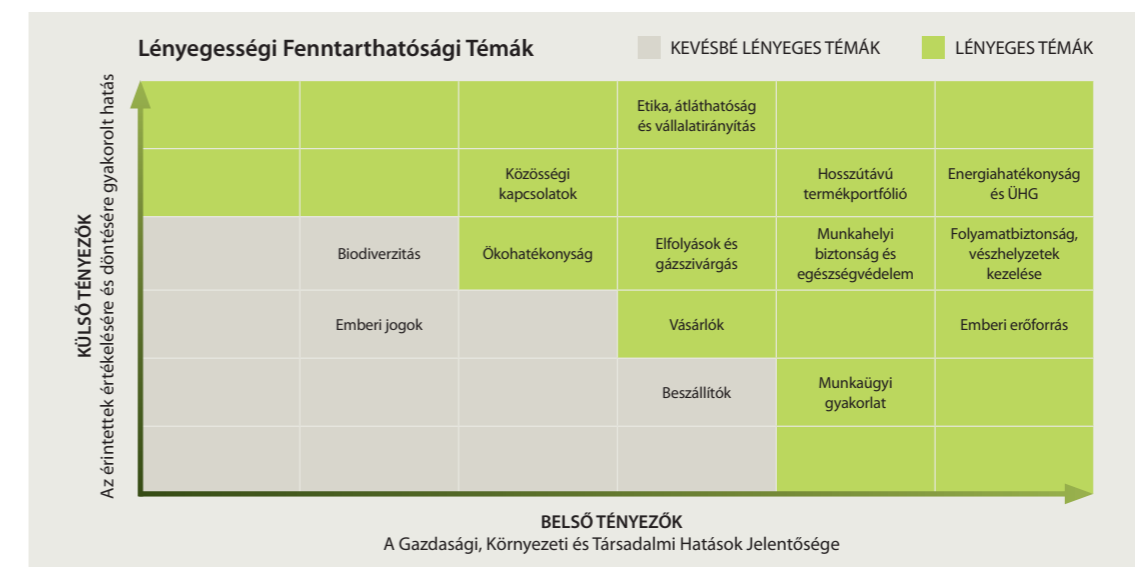 Lényegességi Fenntarthatósági Témák
KEVÉSBÉ LÉNYEGES TÉMÁK
LÉNYEGES TÉMÁK
KÜLSŐ TÉNYEZŐK
Az érintettek értékelésére és döntésére gyakorolt hatás
Etika, átláthatóság
és vállalatirányítás
Közösségi
kapcsolatok
Hosszútávú
termékportfólió
Energiahatékonyság
és ÜHG
Biodiverzitás
Ökohatékonyság
Elfolyások és
gázszivárgás
Munkahelyi
biztonság és
egészségvédelem
Folyamatbiztonság,
vészhelyzetek
kezelése
Emberi jogok
Vásárlók
Emberi erőforrás
Beszállítók
Munkaügyi
gyakorlat
BELSŐ TÉNYEZŐK
A Gazdasági, Környezeti és Társadalmi Hatások Jelentősége